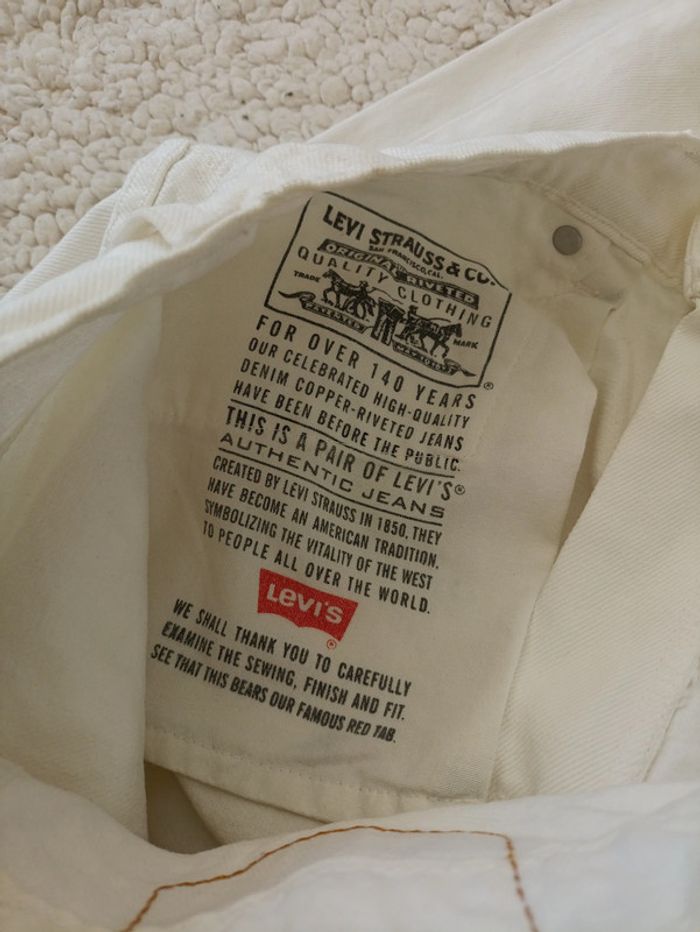 LEVI STRAUSS & CO.
SAN FRANCISCO, CAL.
ORIGINAL RIVETED
QUALITY CLOTHING
TRADE MARK
®
FOR OVER 140 YEARS
OUR CELEBRATED HIGH-QUALITY
DENIM COPPER-RIVETED JEANS
HAVE BEEN BEFORE THE PUBLIC.
THIS IS A PAIR OF LEVI'S®
AUTHENTIC JEANS
CREATED BY LEVI STRAUSS IN 1850, THEY
HAVE BECOME AN AMERICAN TRADITION,
SYMBOLIZING THE VITALITY OF THE WEST
TO PEOPLE ALL OVER THE WORLD.
Levi's
®
WE SHALL THANK YOU TO CAREFULLY
EXAMINE THE SEWING, FINISH AND FIT.
SEE THAT THIS BEARS OUR FAMOUS RED TAB.